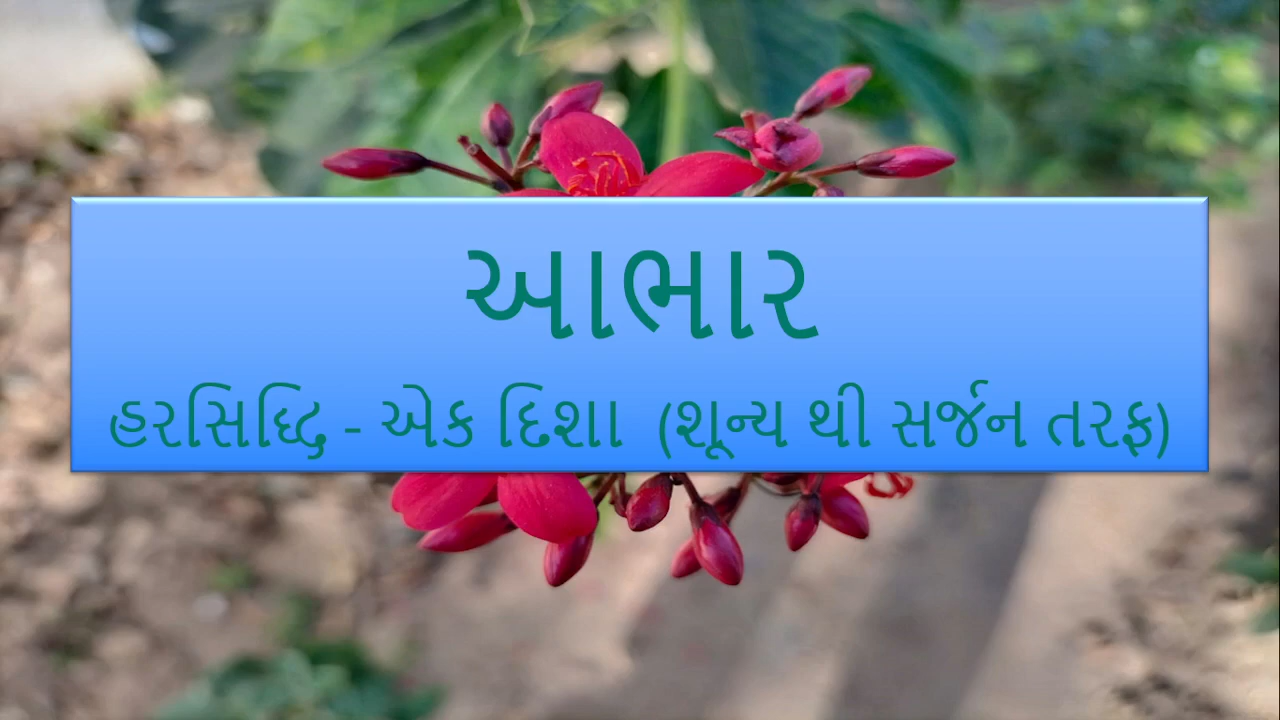 આભાર
હરસિધ્ધિ - એક દિશા (શૂન્ય થી સર્જન તરફ)